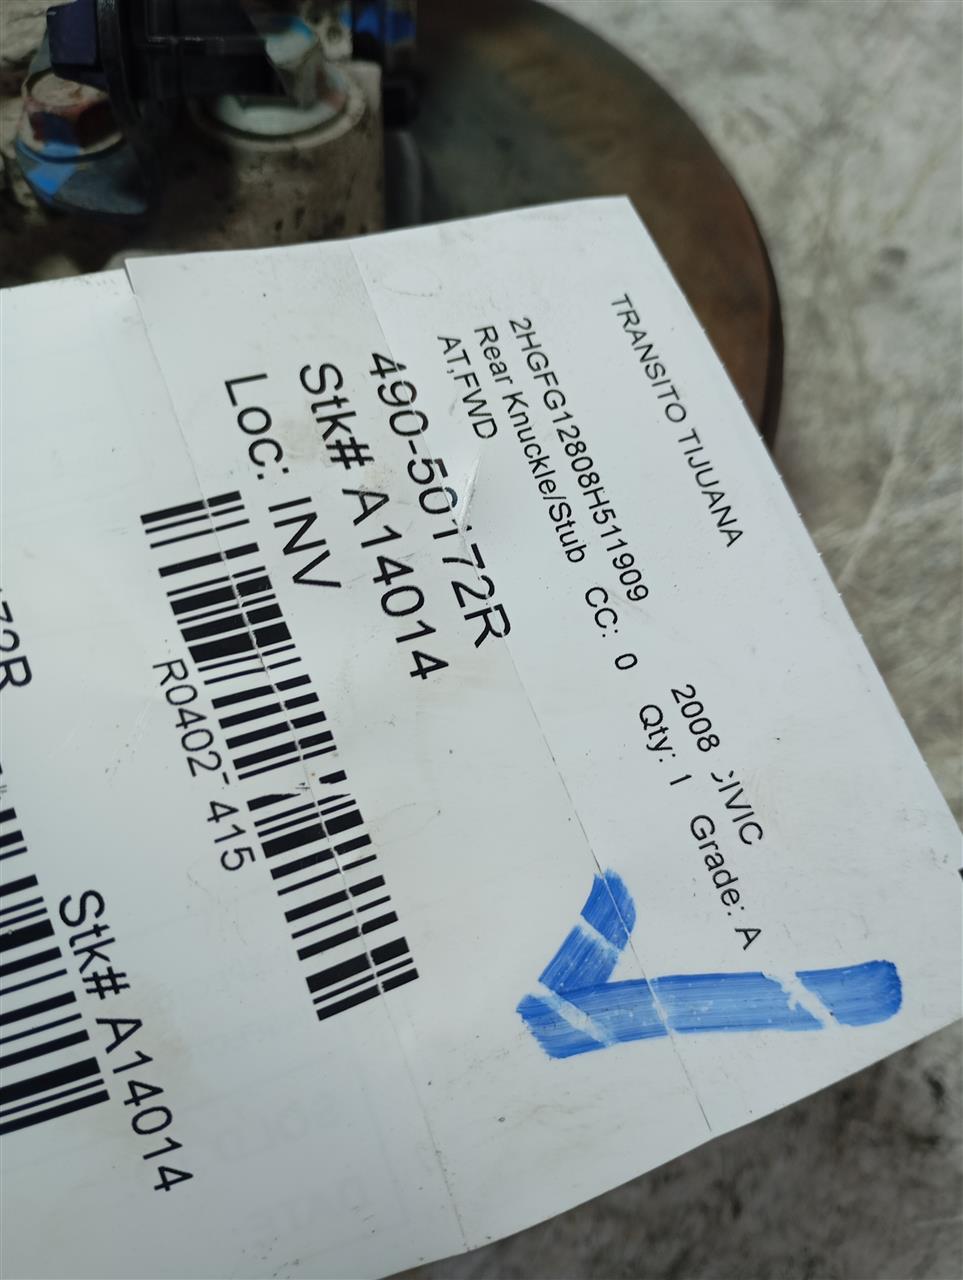 TRANSITO TIJUANA
2HGFG12808H511909 2008 CIVIC
Rear Knuckle/Stub CC: 0 Qty: 1 Grade: A
AT,FWD
490-50172R
Stk# A14014
Loc: INV
R0402- 415
72R
Stk# A14014